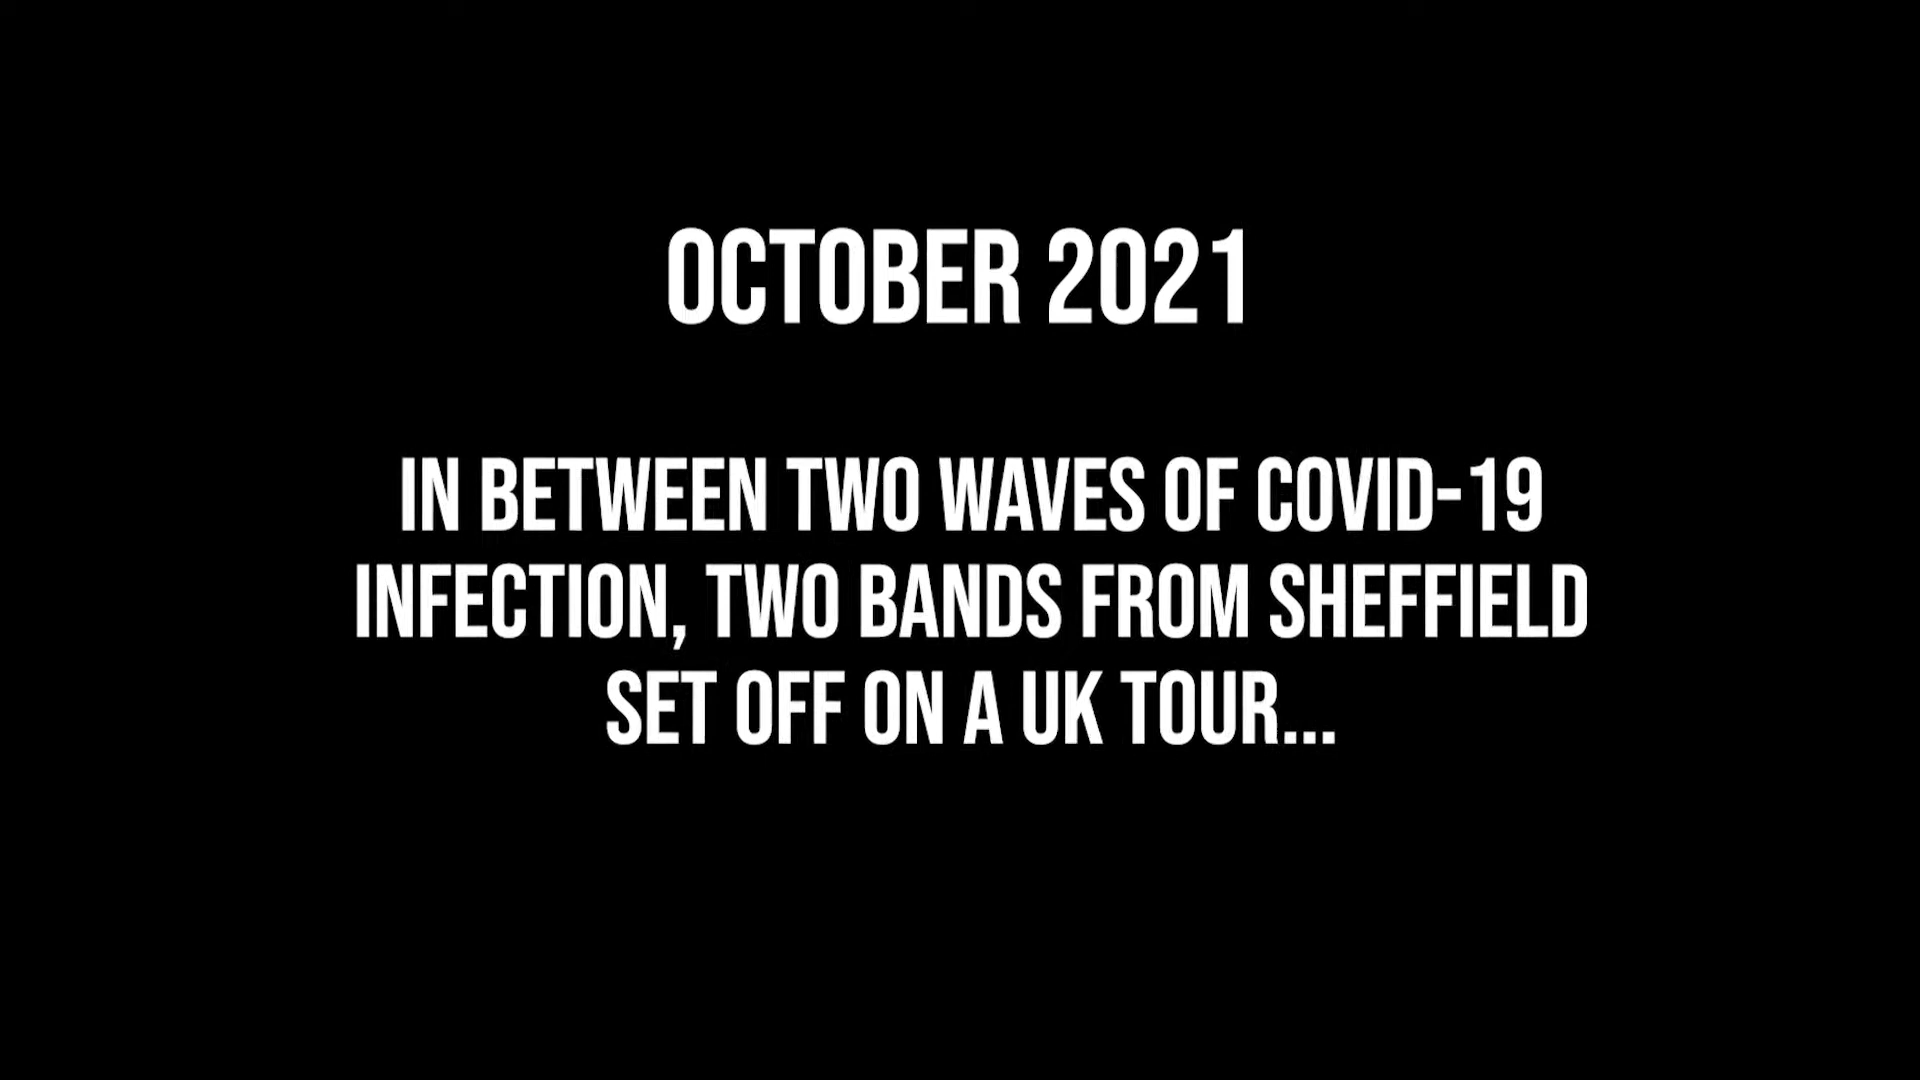 OCTOBER 2021
IN BETWEEN TWO WAVES OF COVID-19
INFECTION, TWO BANDS FROM SHEFFIELD
SET OFF ON A UK TOUR...